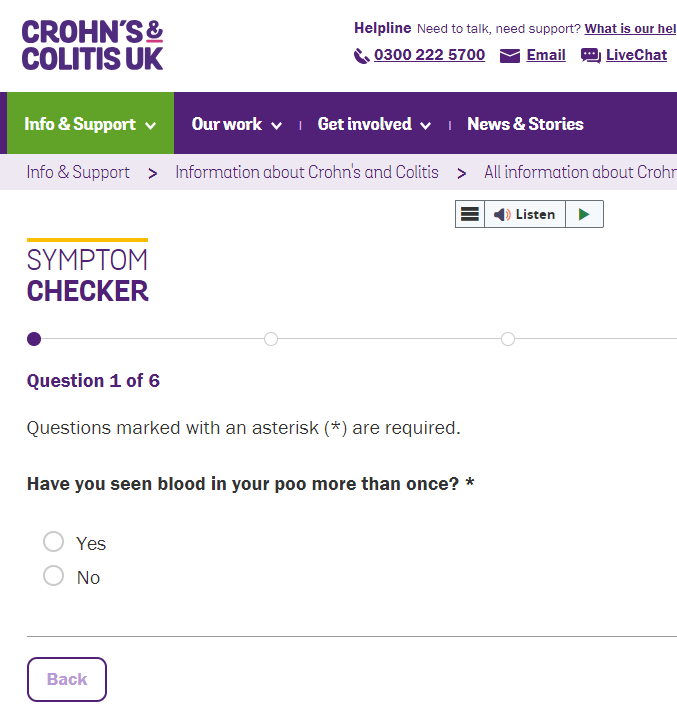 CROHN'S &
COLITIS UK
Helpline Need to talk, need support? What is our hel
0300 222 5700 Email LiveChat
Info & Support Our work Get involved News & Stories
Info & Support > Information about Crohn's and Colitis > All information about Crohn
Listen
SYMPTOM
CHECKER
Question 1 of 6
Questions marked with an asterisk (*) are required.
Have you seen blood in your poo more than once? *
Yes
No
Back